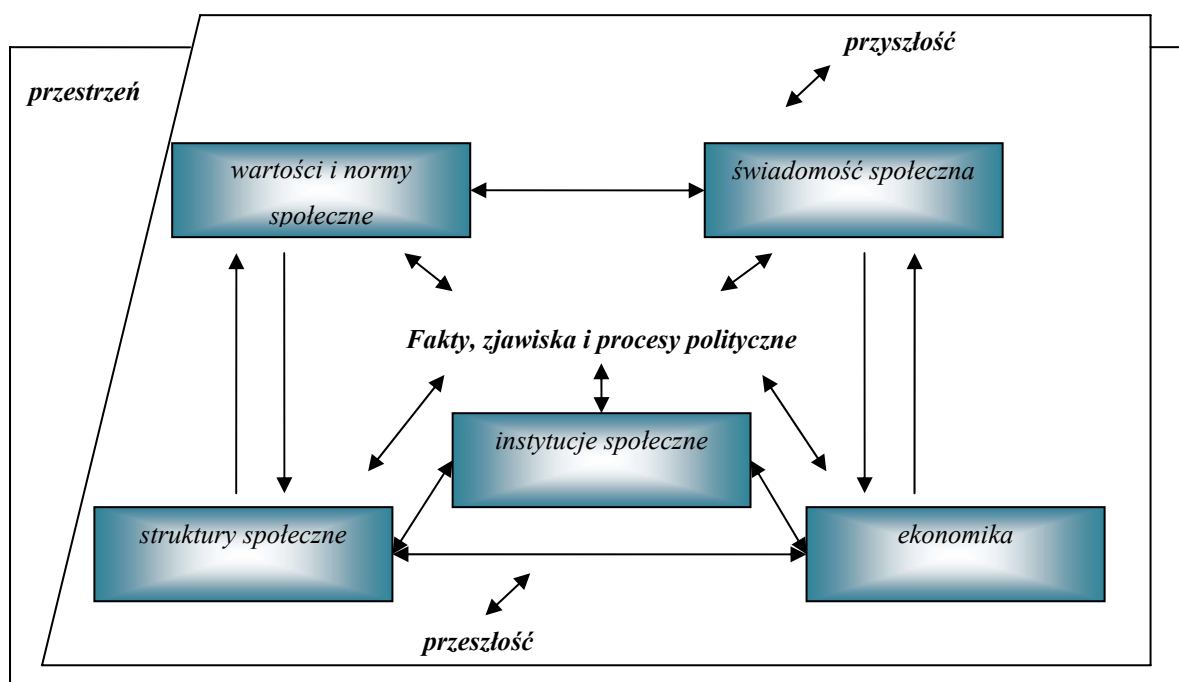 przyszłość
przestrzeń
wartości i normy
społeczne
świadomość społeczna
Fakty, zjawiska i procesy polityczne
instytucje społeczne
struktury społeczne
ekonomika
przeszłość